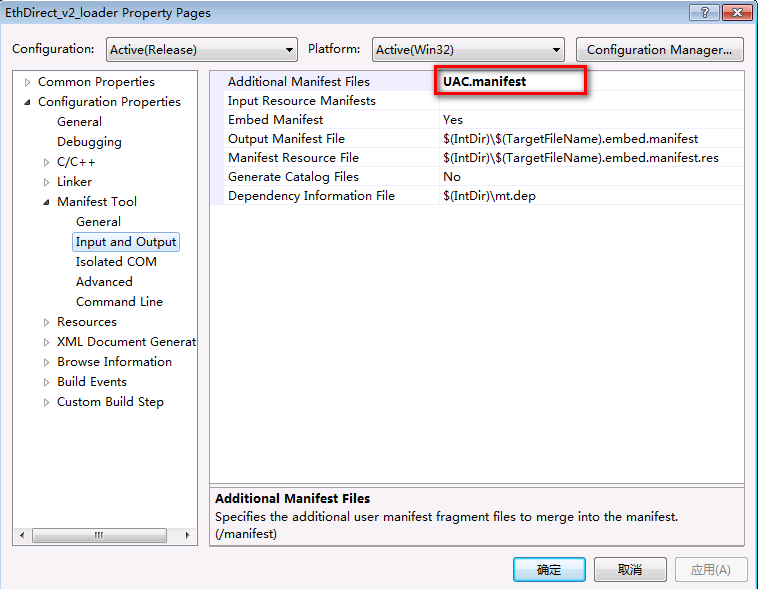 EthDirect_v2_loader Property Pages
Configuration: Active(Release) Platform: Active(Win32) Configuration Manager...
Common Properties
Configuration Properties
General
Debugging
C/C++
Linker
Manifest Tool
General
Input and Output
Isolated COM
Advanced
Command Line
Resources
XML Document Generat
Browse Information
Build Events
Custom Build Step
Additional Manifest Files UAC.manifest
Input Resource Manifests
Embed Manifest Yes
Output Manifest File $(IntDir)\$(TargetFileName).embed.manifest
Manifest Resource File $(IntDir)\$(TargetFileName).embed.manifest.res
Generate Catalog Files No
Dependency Information File $(IntDir)\mt.dep
Additional Manifest Files
Specifies the additional user manifest fragment files to merge into the manifest.
(/manifest)
确定 取消 应用(A)